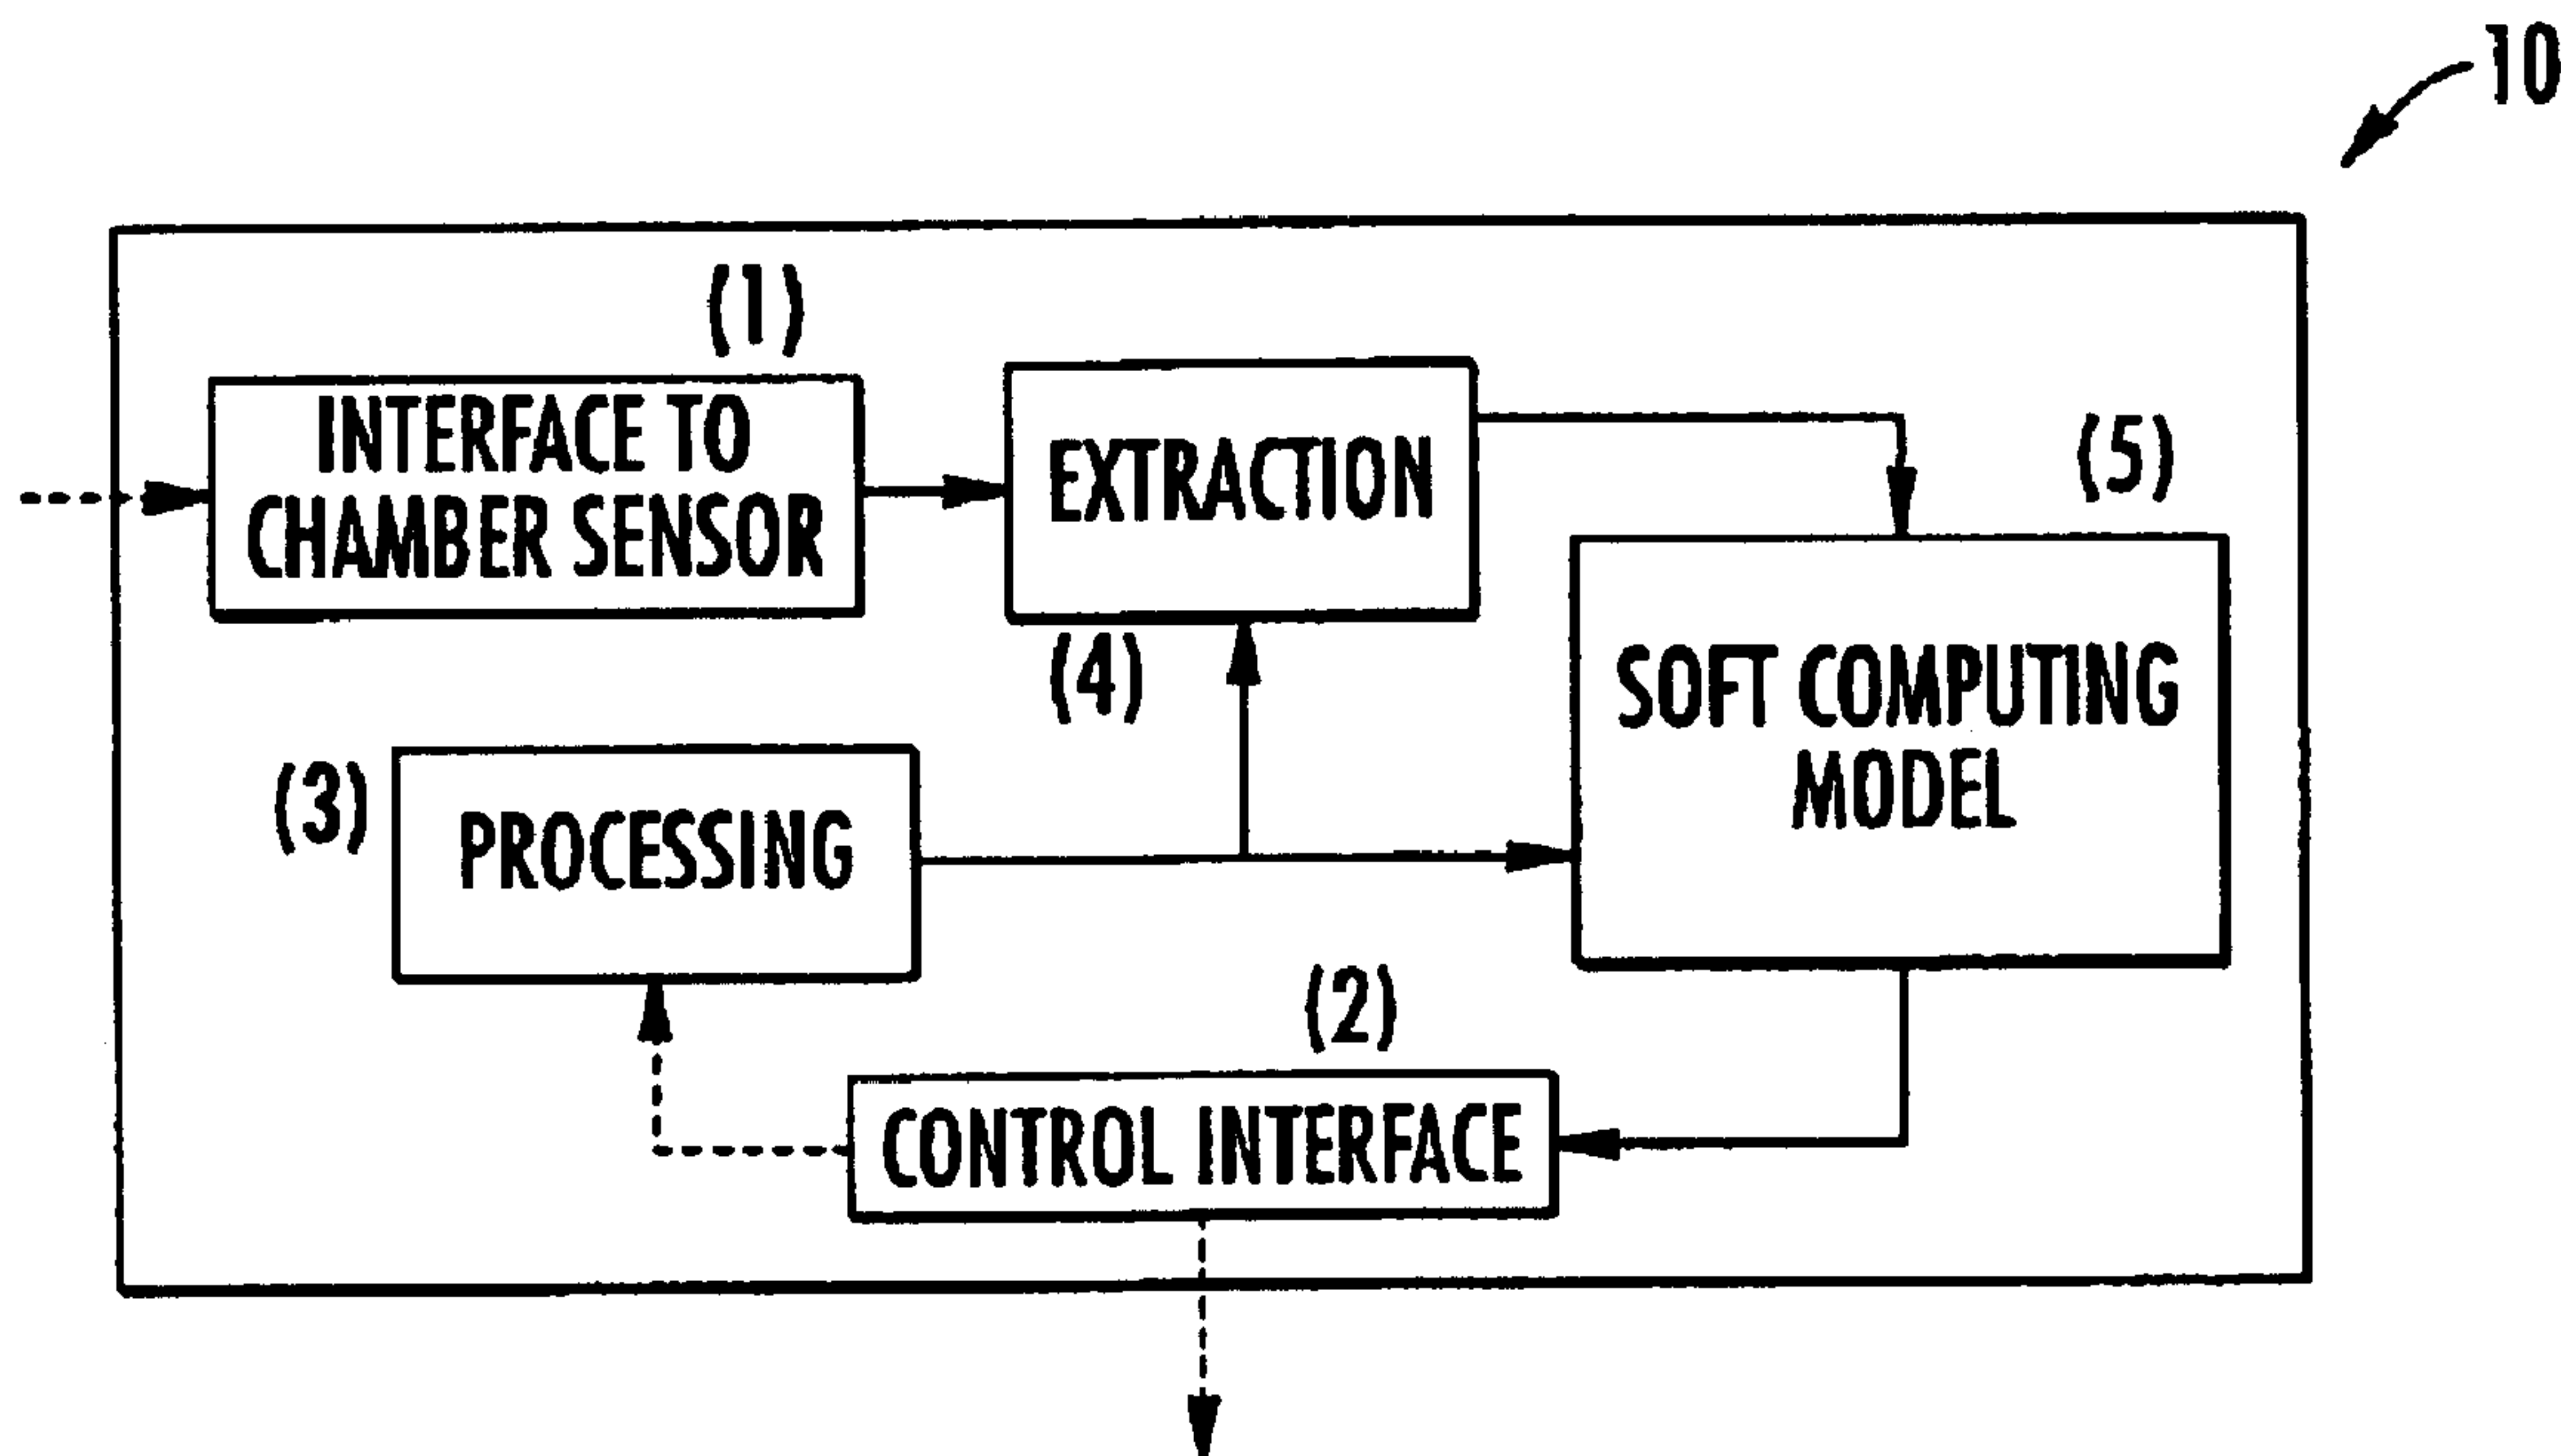 10
(1)
INTERFACE TO
CHAMBER SENSOR
EXTRACTION
(5)
(4)
SOFT COMPUTING
MODEL
(3)
PROCESSING
(2)
CONTROL INTERFACE